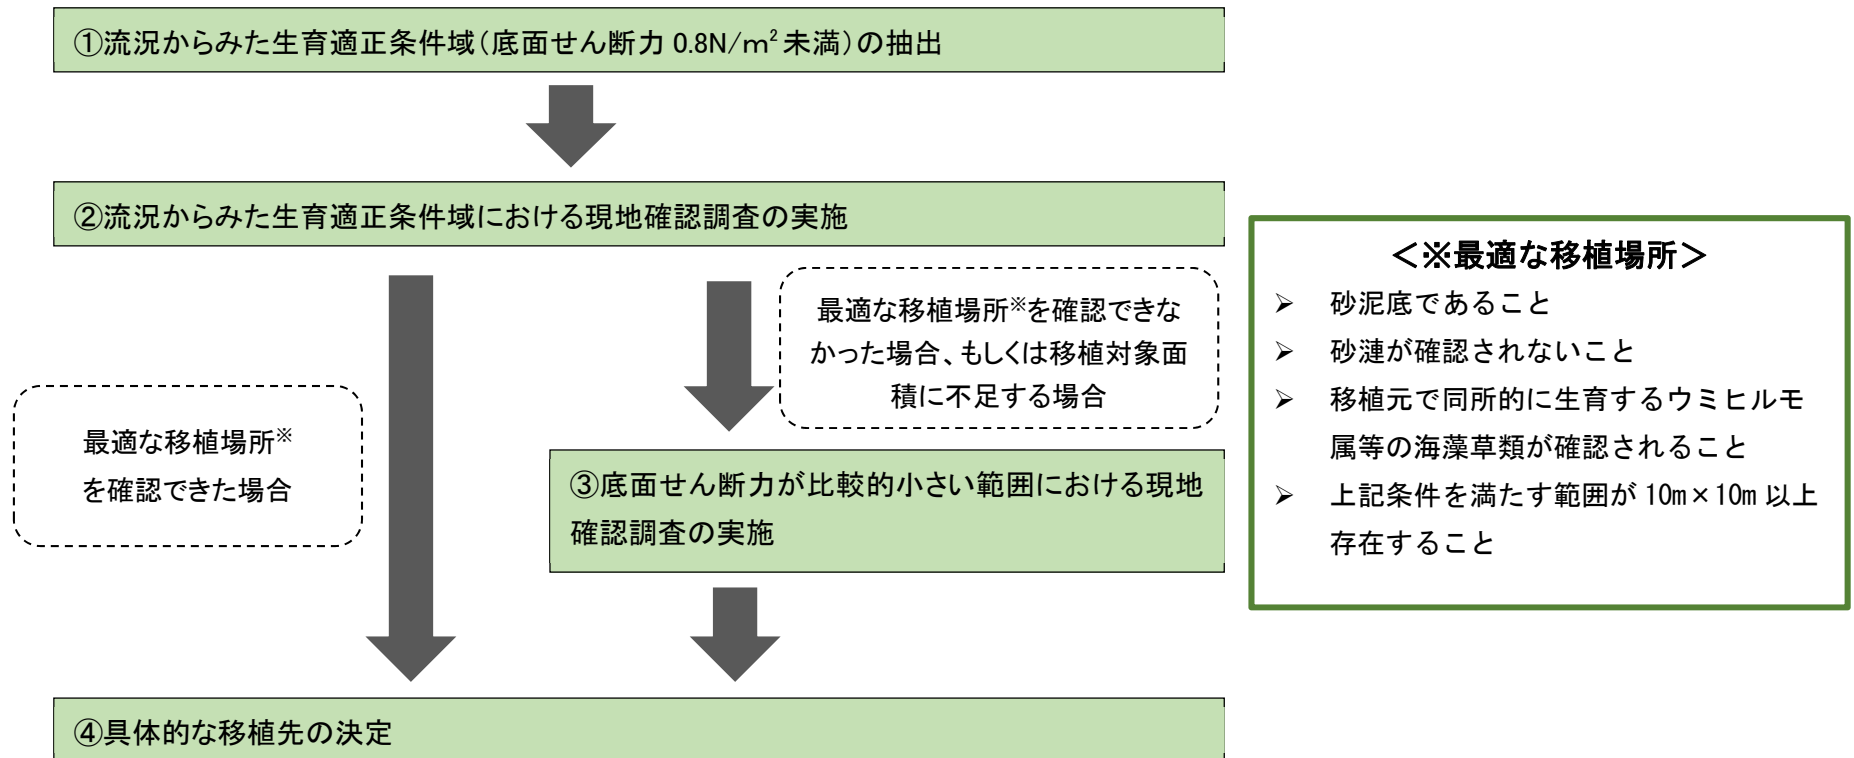 ①流況からみた生育適正条件域（底面せん断力 0.8N/m²未満）の抽出
②流況からみた生育適正条件域における現地確認調査の実施
最適な移植場所※を確認できな
かった場合、もしくは移植対象面
積に不足する場合
最適な移植場所※
を確認できた場合
③底面せん断力が比較的小さい範囲における現地
確認調査の実施
④具体的な移植先の決定
＜※最適な移植場所＞
➢ 砂泥底であること
➢ 砂漣が確認されないこと
➢ 移植元で同所的に生育するウミヒルモ
属等の海藻草類が確認されること
➢ 上記条件を満たす範囲が 10m×10m 以上
存在すること